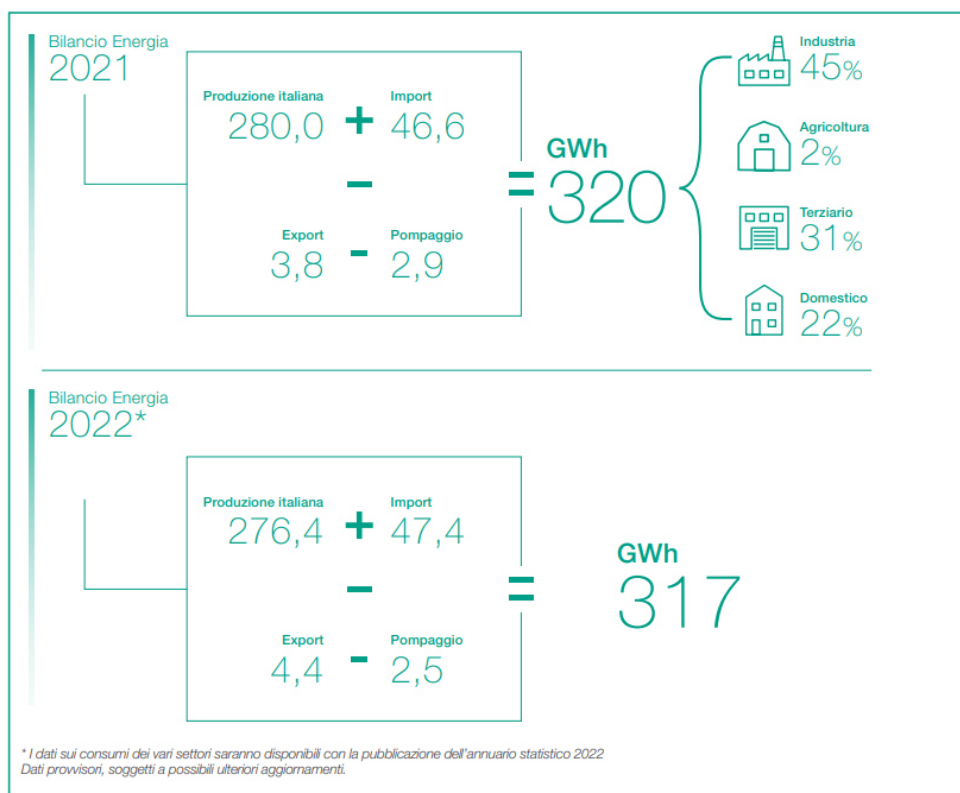 Bilancio Energia
2021
Produzione italiana
280,0
+
Import
46,6
-
Export
3,8
-
Pompaggio
2,9
=
GWh
320
Industria
45%
Agricoltura
2%
Terziario
31%
Domestico
22%
Bilancio Energia
2022*
Produzione italiana
276,4
+
Import
47,4
-
Export
4,4
-
Pompaggio
2,5
=
GWh
317
* I dati sui consumi dei vari settori saranno disponibili con la pubblicazione dell'annuario statistico 2022
Dati provvisori, soggetti a possibili ulteriori aggiornamenti.